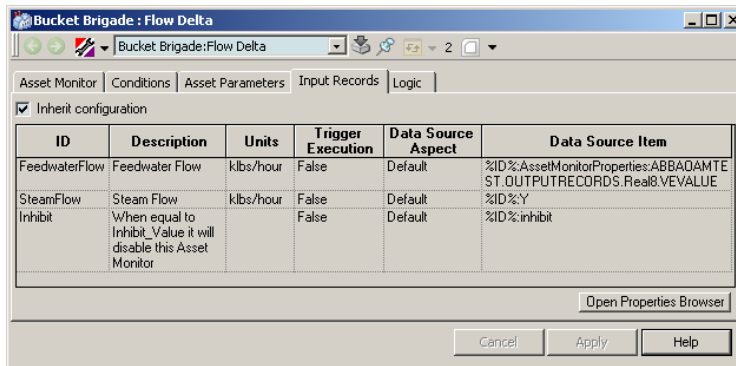 Bucket Brigade : Flow Delta
Bucket Brigade:Flow Delta 2
Asset Monitor Conditions Asset Parameters Input Records Logic
Inherit configuration
ID Description Units Trigger Execution Data Source Aspect Data Source Item
FeedwaterFlow Feedwater Flow klbs/hour False Default %ID%:AssetMonitorProperties:ABBAOAMTE
ST.OUTPUTRECORDS.Real8.VEVALUE
SteamFlow Steam Flow klbs/hour False Default %ID%:Y
Inhibit When equal to False Default %ID%:inhibit
Inhibit_Value it will
disable this Asset
Monitor
Open Properties Browser
Cancel Apply Help